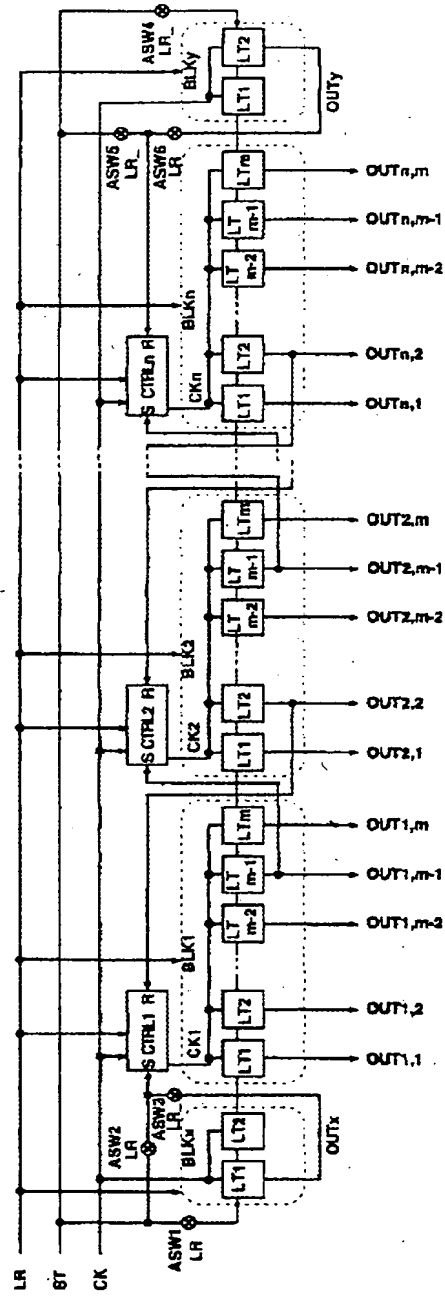 ASW4
LR_
BLKy
LT2
LT1
OUTy
ASW5
LR_
ASW6
LR
LTm
LT
m-1
LT
m-2
LT2
LT1
BLKn
S CTRLn R
CKn
OUTn,m
OUTn,m-1
OUTn,m-2
OUTn,2
OUTn,1
LTm
LT
m-1
LT
m-2
LT2
LT1
BLK2
S CTRL2 R
CK2
OUT2,m
OUT2,m-1
OUT2,m-2
OUT2,2
OUT2,1
LTm
LT
m-1
LT
m-2
LT2
LT1
BLK1
S CTRL1 R
CK1
OUT1,m
OUT1,m-1
OUT1,m-2
OUT1,2
OUT1,1
ASW2
LR
ASW3
LR_
BLKx
LT2
LT1
OUTx
ASW1
LR
LR
ST
CK